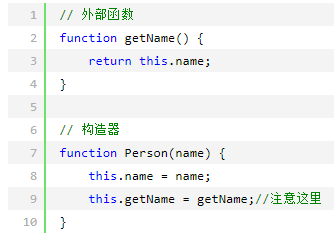 1 // 外部函数
2 function getName() {
3     return this.name;
4 }
5
6 // 构造器
7 function Person(name) {
8     this.name = name;
9     this.getName = getName;//注意这里
10 }